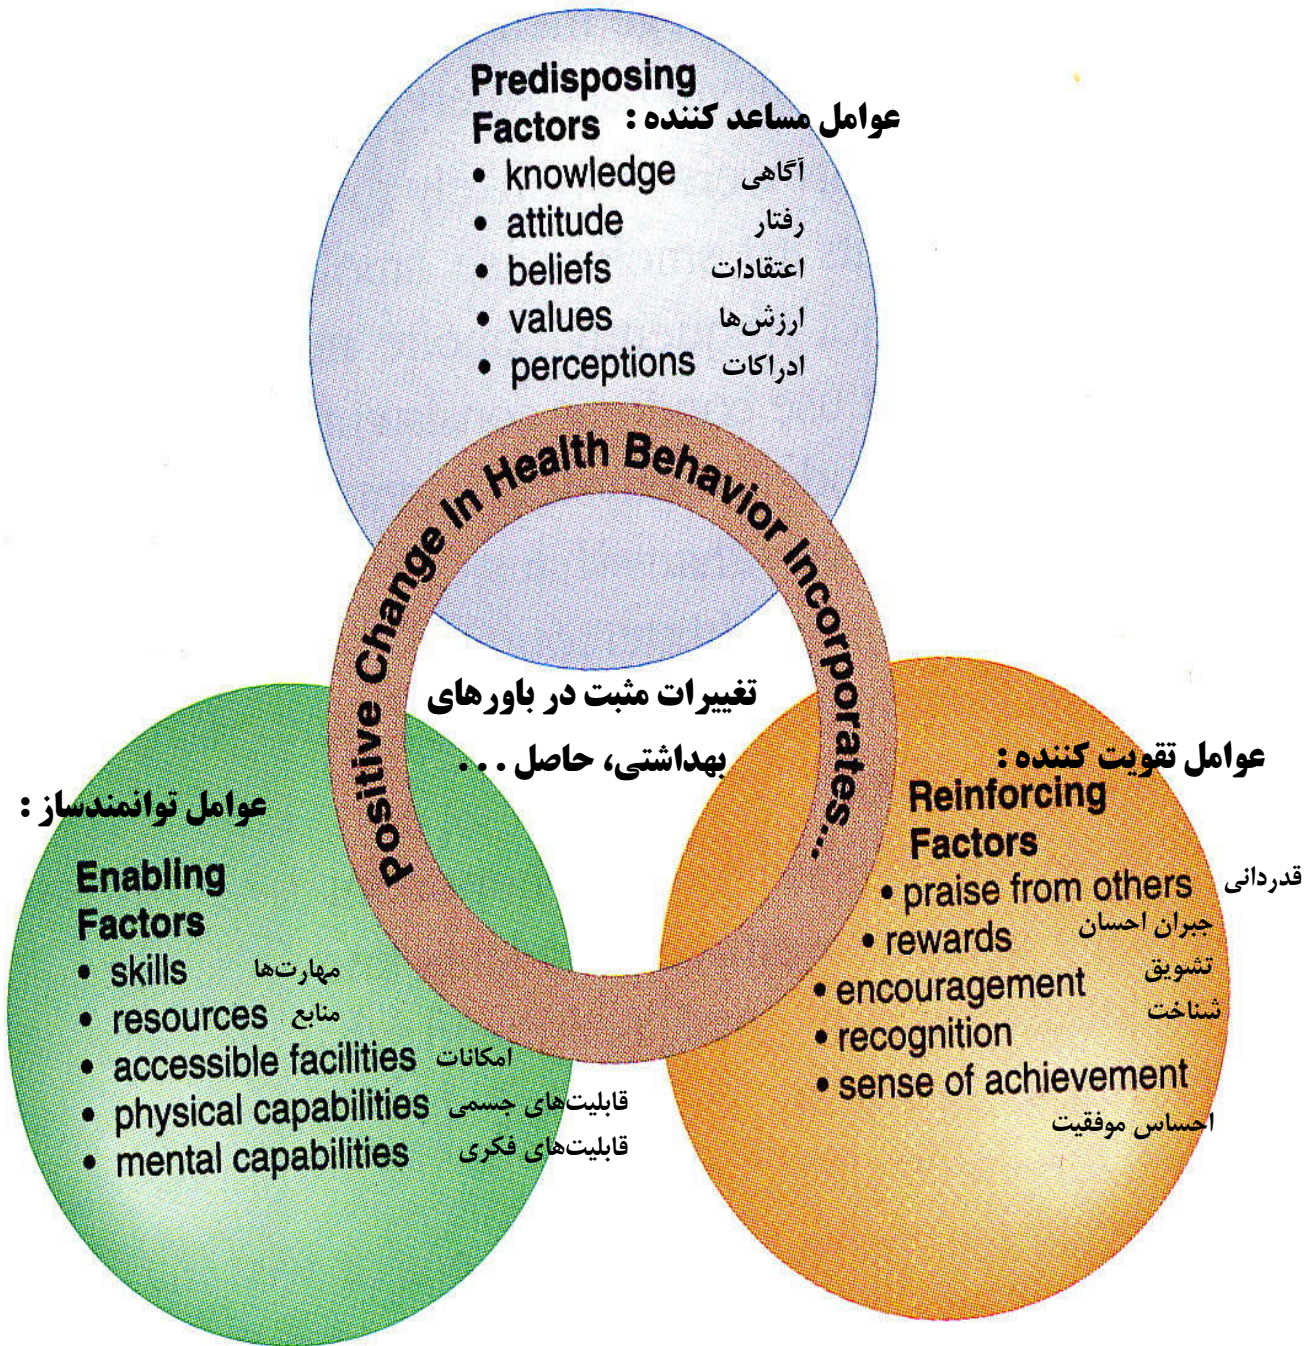 Predisposing
Factors عوامل مساعد کننده :
• knowledge آگاهی
• attitude رفتار
• beliefs اعتقادات
• values ارزش‌ها
• perceptions ادراکات
Positive Change In Health Behavior Incorporates...
تغییرات مثبت در باورهای
بهداشتی، حاصل . . .
عوامل توانمندساز :
Enabling
Factors
• skills مهارت‌ها
• resources منابع
• accessible facilities امکانات
• physical capabilities قابلیت‌های جسمی
• mental capabilities قابلیت‌های فکری
عوامل تقویت کننده :
Reinforcing
Factors
• praise from others قدردانی
• rewards جبران احسان
• encouragement تشویق
• recognition شناخت
• sense of achievement
احساس موفقیت